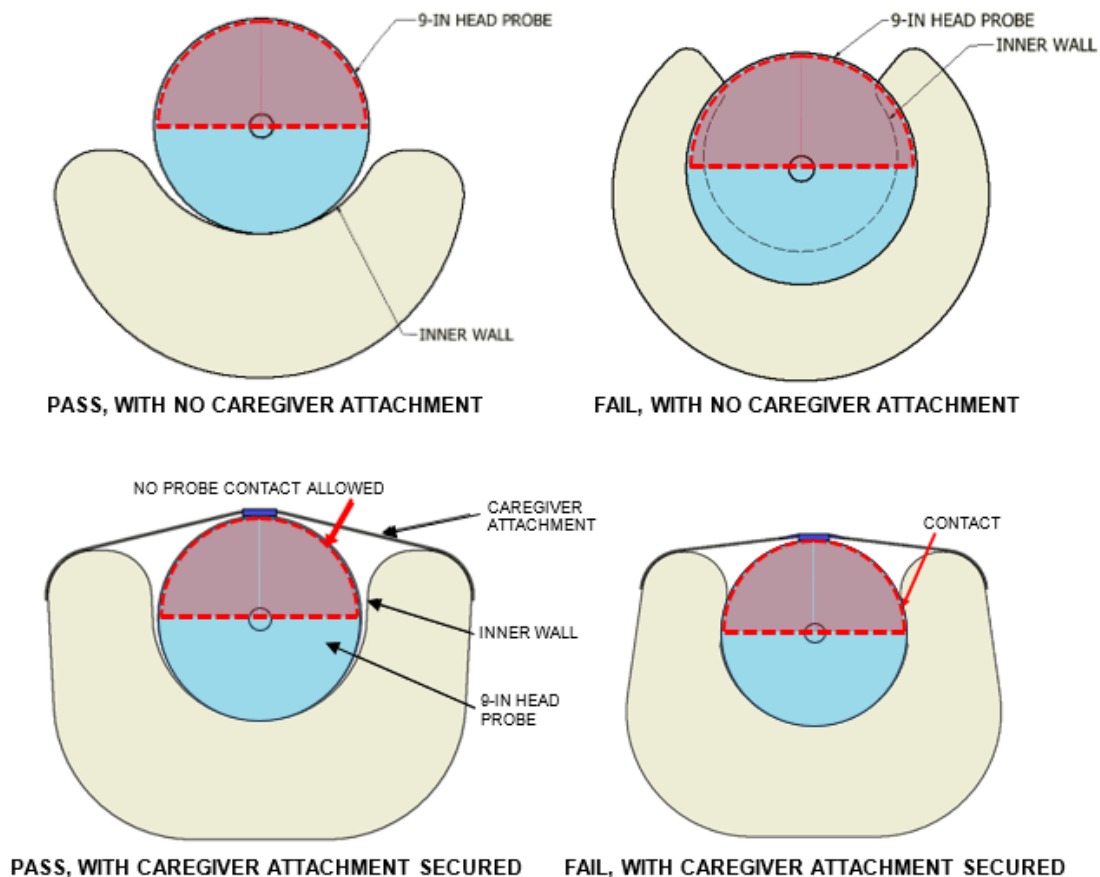 9-IN HEAD PROBE
INNER WALL
PASS, WITH NO CAREGIVER ATTACHMENT
9-IN HEAD PROBE
INNER WALL
FAIL, WITH NO CAREGIVER ATTACHMENT
NO PROBE CONTACT ALLOWED
CAREGIVER
ATTACHMENT
INNER WALL
9-IN HEAD
PROBE
PASS, WITH CAREGIVER ATTACHMENT SECURED
CONTACT
FAIL, WITH CAREGIVER ATTACHMENT SECURED